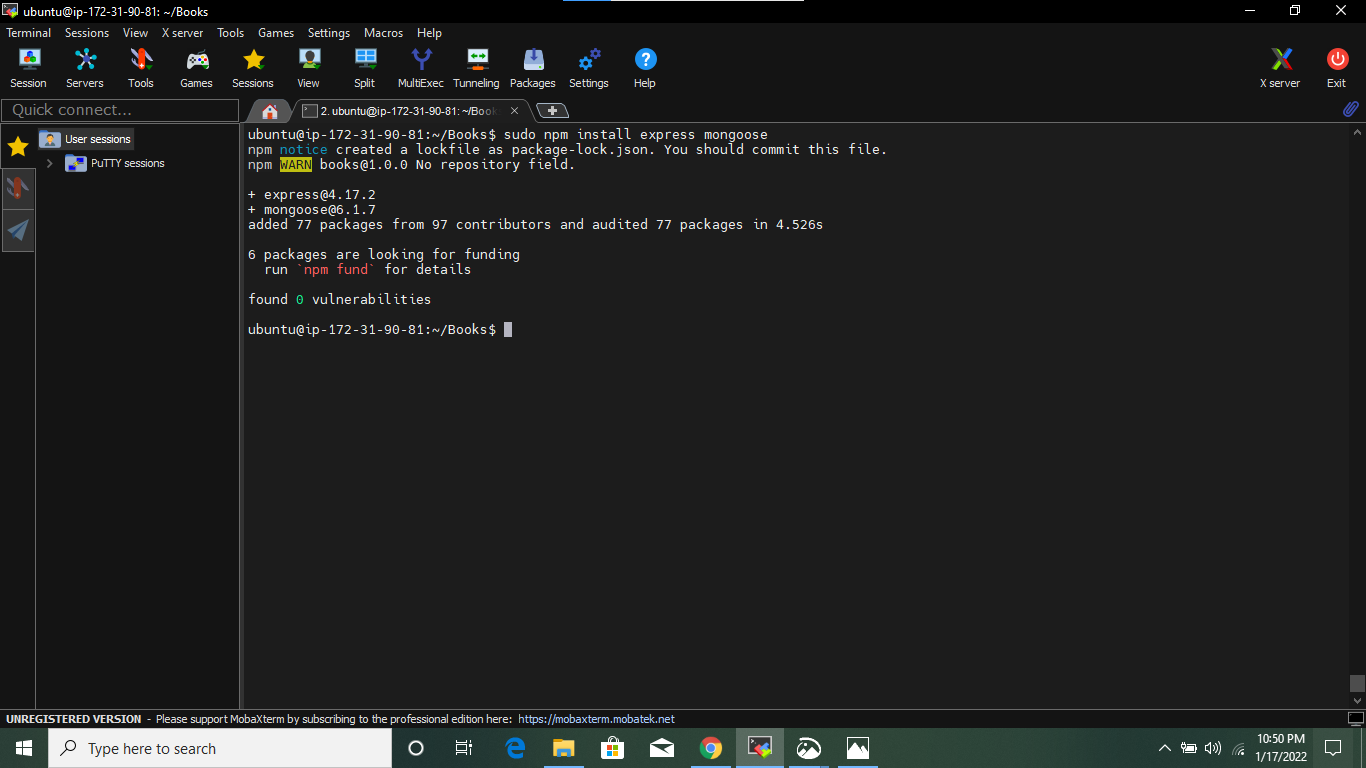 ubuntu@ip-172-31-90-81: ~/Books
Terminal Sessions View X server Tools Games Settings Macros Help
Session Servers Tools Games Sessions View Split MultiExec Tunneling Packages Settings Help X server Exit
Quick connect...
2. ubuntu@ip-172-31-90-81: ~/Book
User sessions
PuTTY sessions
ubuntu@ip-172-31-90-81:~/Books$ sudo npm install express mongoose
npm notice created a lockfile as package-lock.json. You should commit this file.
npm WARN books@1.0.0 No repository field.
+ express@4.17.2
+ mongoose@6.1.7
added 77 packages from 97 contributors and audited 77 packages in 4.526s
6 packages are looking for funding
run `npm fund` for details
found 0 vulnerabilities
ubuntu@ip-172-31-90-81:~/Books$
UNREGISTERED VERSION - Please support MobaXterm by subscribing to the professional edition here: https://mobaxterm.mobatek.net
Type here to search
10:50 PM
1/17/2022